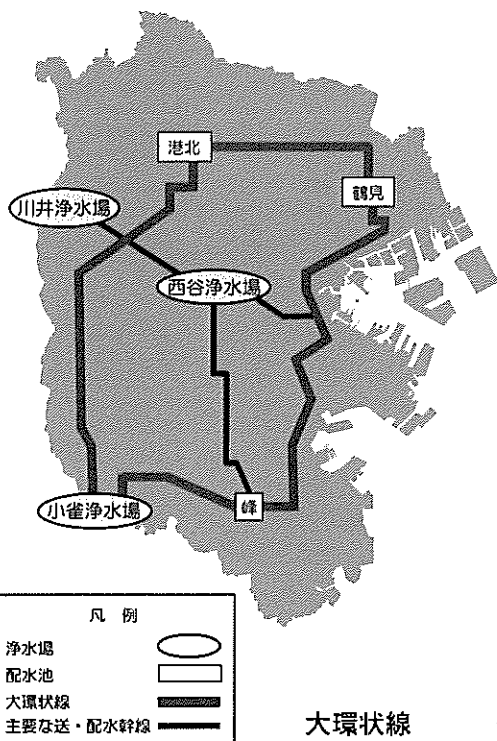 港北
鶴見
川井浄水場
西谷浄水場
小雀浄水場
峰
凡 例
浄水場
配水池
大環状線
主要な送・配水幹線
大環状線